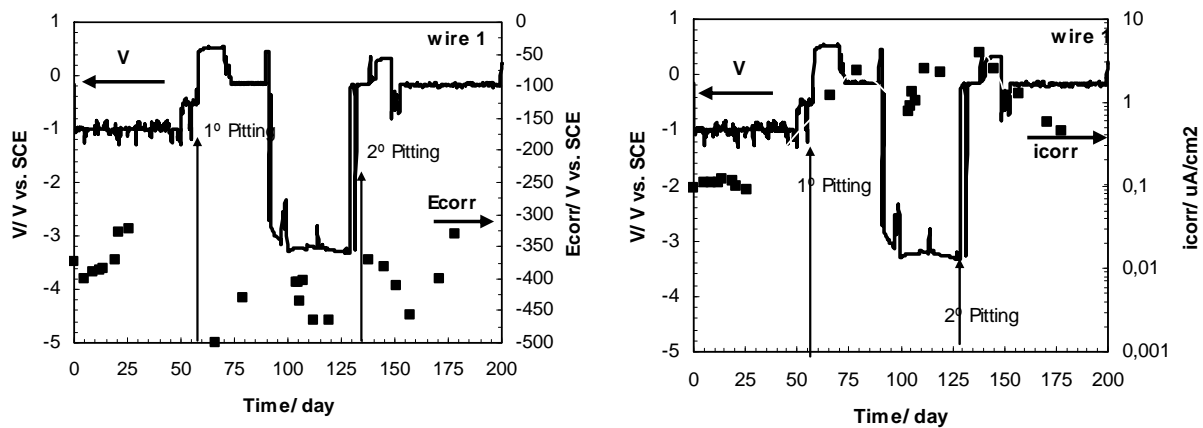 wire 1
V
1º Pitting
2º Pitting
Ecorr
1
0
-1
-2
-3
-4
-5
V/ V vs. SCE
0
-50
-100
-150
-200
-250
-300
-350
-400
-450
-500
Ecorr/ V vs. SCE
0 25 50 75 100 125 150 175 200
Time/ day
wire 1
V
1º Pitting
2º Pitting
icorr
1
0
-1
-2
-3
-4
-5
V/ V vs. SCE
10
1
0,1
0,01
0,001
icorr/ uA/cm2
0 25 50 75 100 125 150 175 200
Time/ day